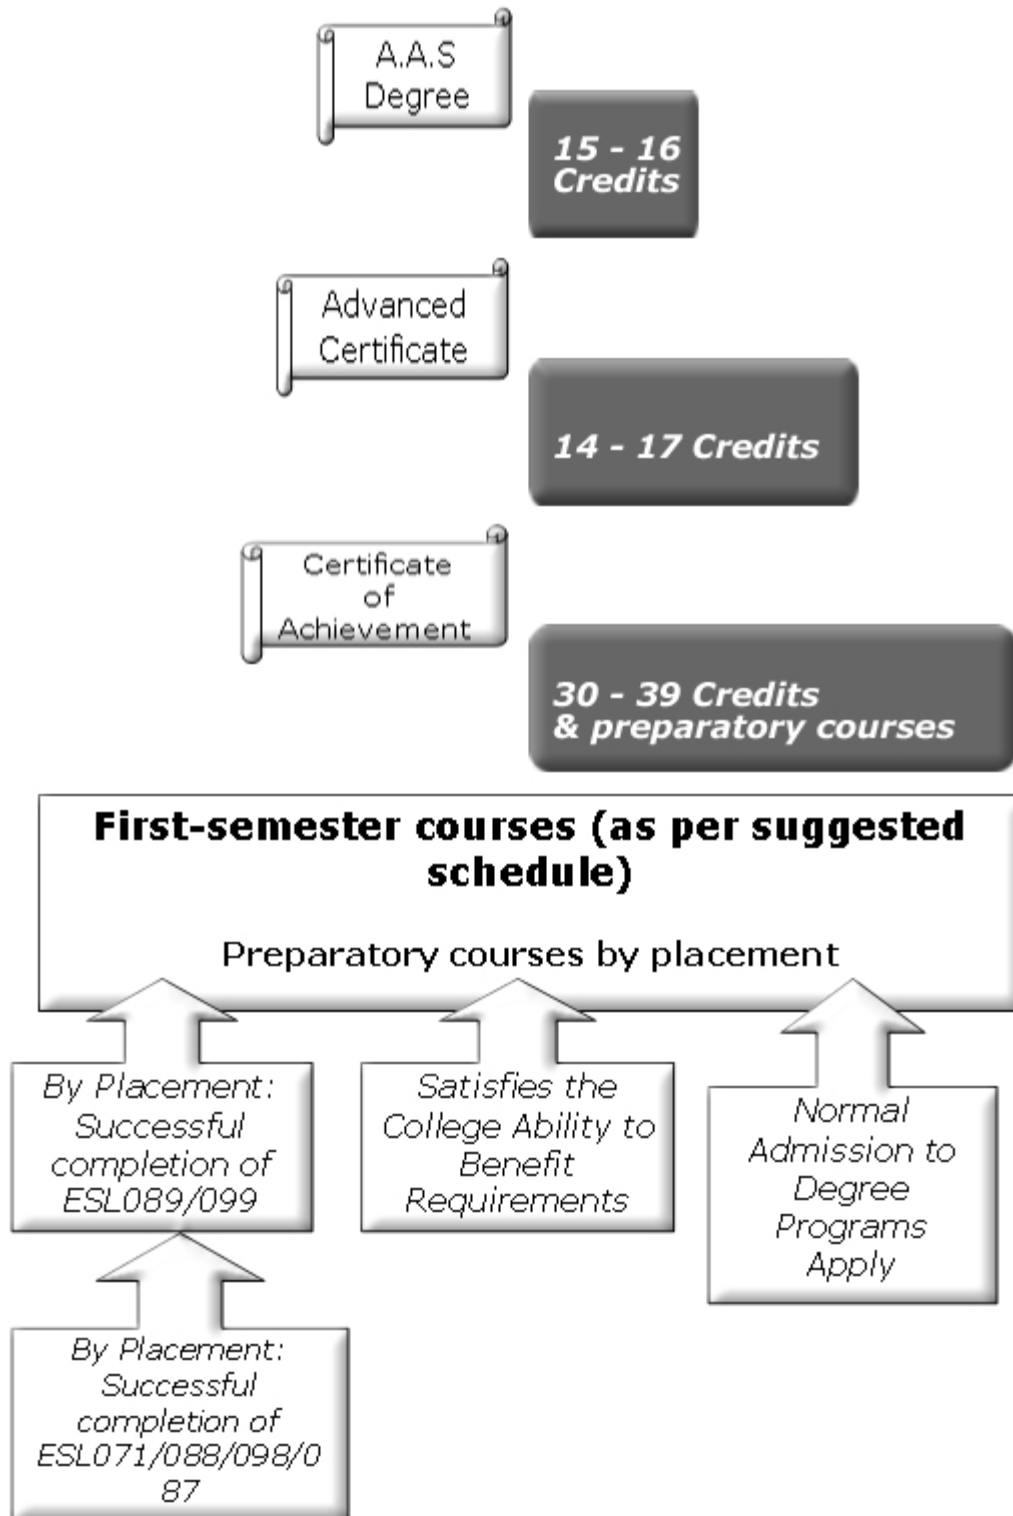 A.A.S
Degree
15 - 16
Credits
Advanced
Certificate
14 - 17 Credits
Certificate
of
Achievement
30 - 39 Credits
& preparatory courses
First-semester courses (as per suggested
schedule)
Preparatory courses by placement
By Placement:
Successful
completion of
ESL089/099
Satisfies the
College Ability to
Benefit
Requirements
Normal
Admission to
Degree
Programs
Apply
By Placement:
Successful
completion of
ESL071/088/098/0
87